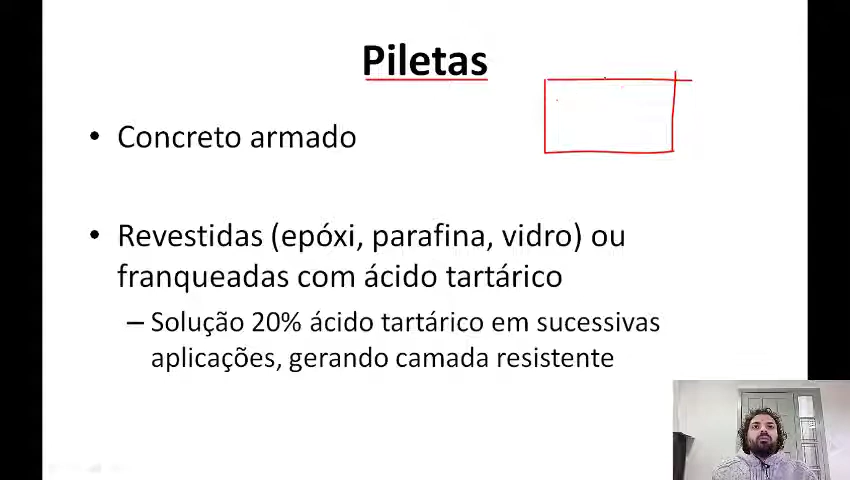 Piletas
• Concreto armado
• Revestidas (epóxi, parafina, vidro) ou
franqueadas com ácido tartárico
– Solução 20% ácido tartárico em sucessivas
aplicações, gerando camada resistente